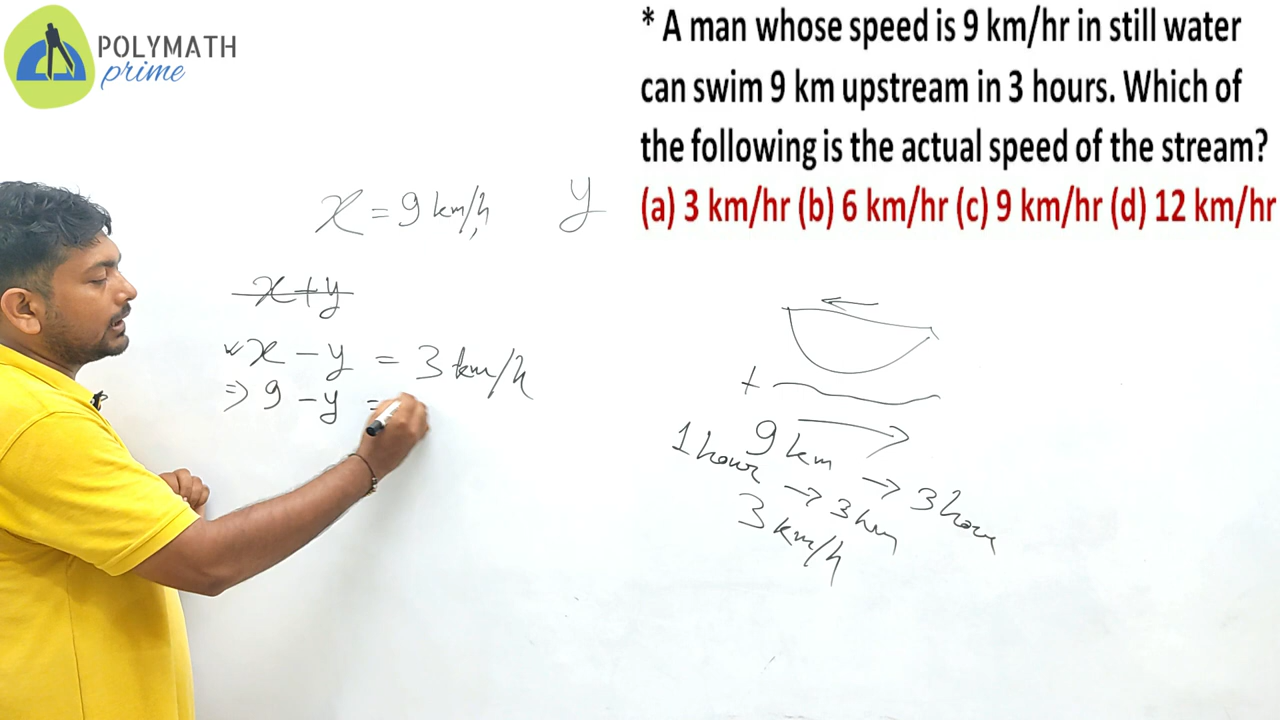 POLYMATH
prime
* A man whose speed is 9 km/hr in still water
can swim 9 km upstream in 3 hours. Which of
the following is the actual speed of the stream?
(a) 3 km/hr (b) 6 km/hr (c) 9 km/hr (d) 12 km/hr
x = 9 km/h y
x + y
x - y = 3 km/h
⇒ 9 - y =
+
9 km → 3 hour
1 hour → 3 km
3 km/h